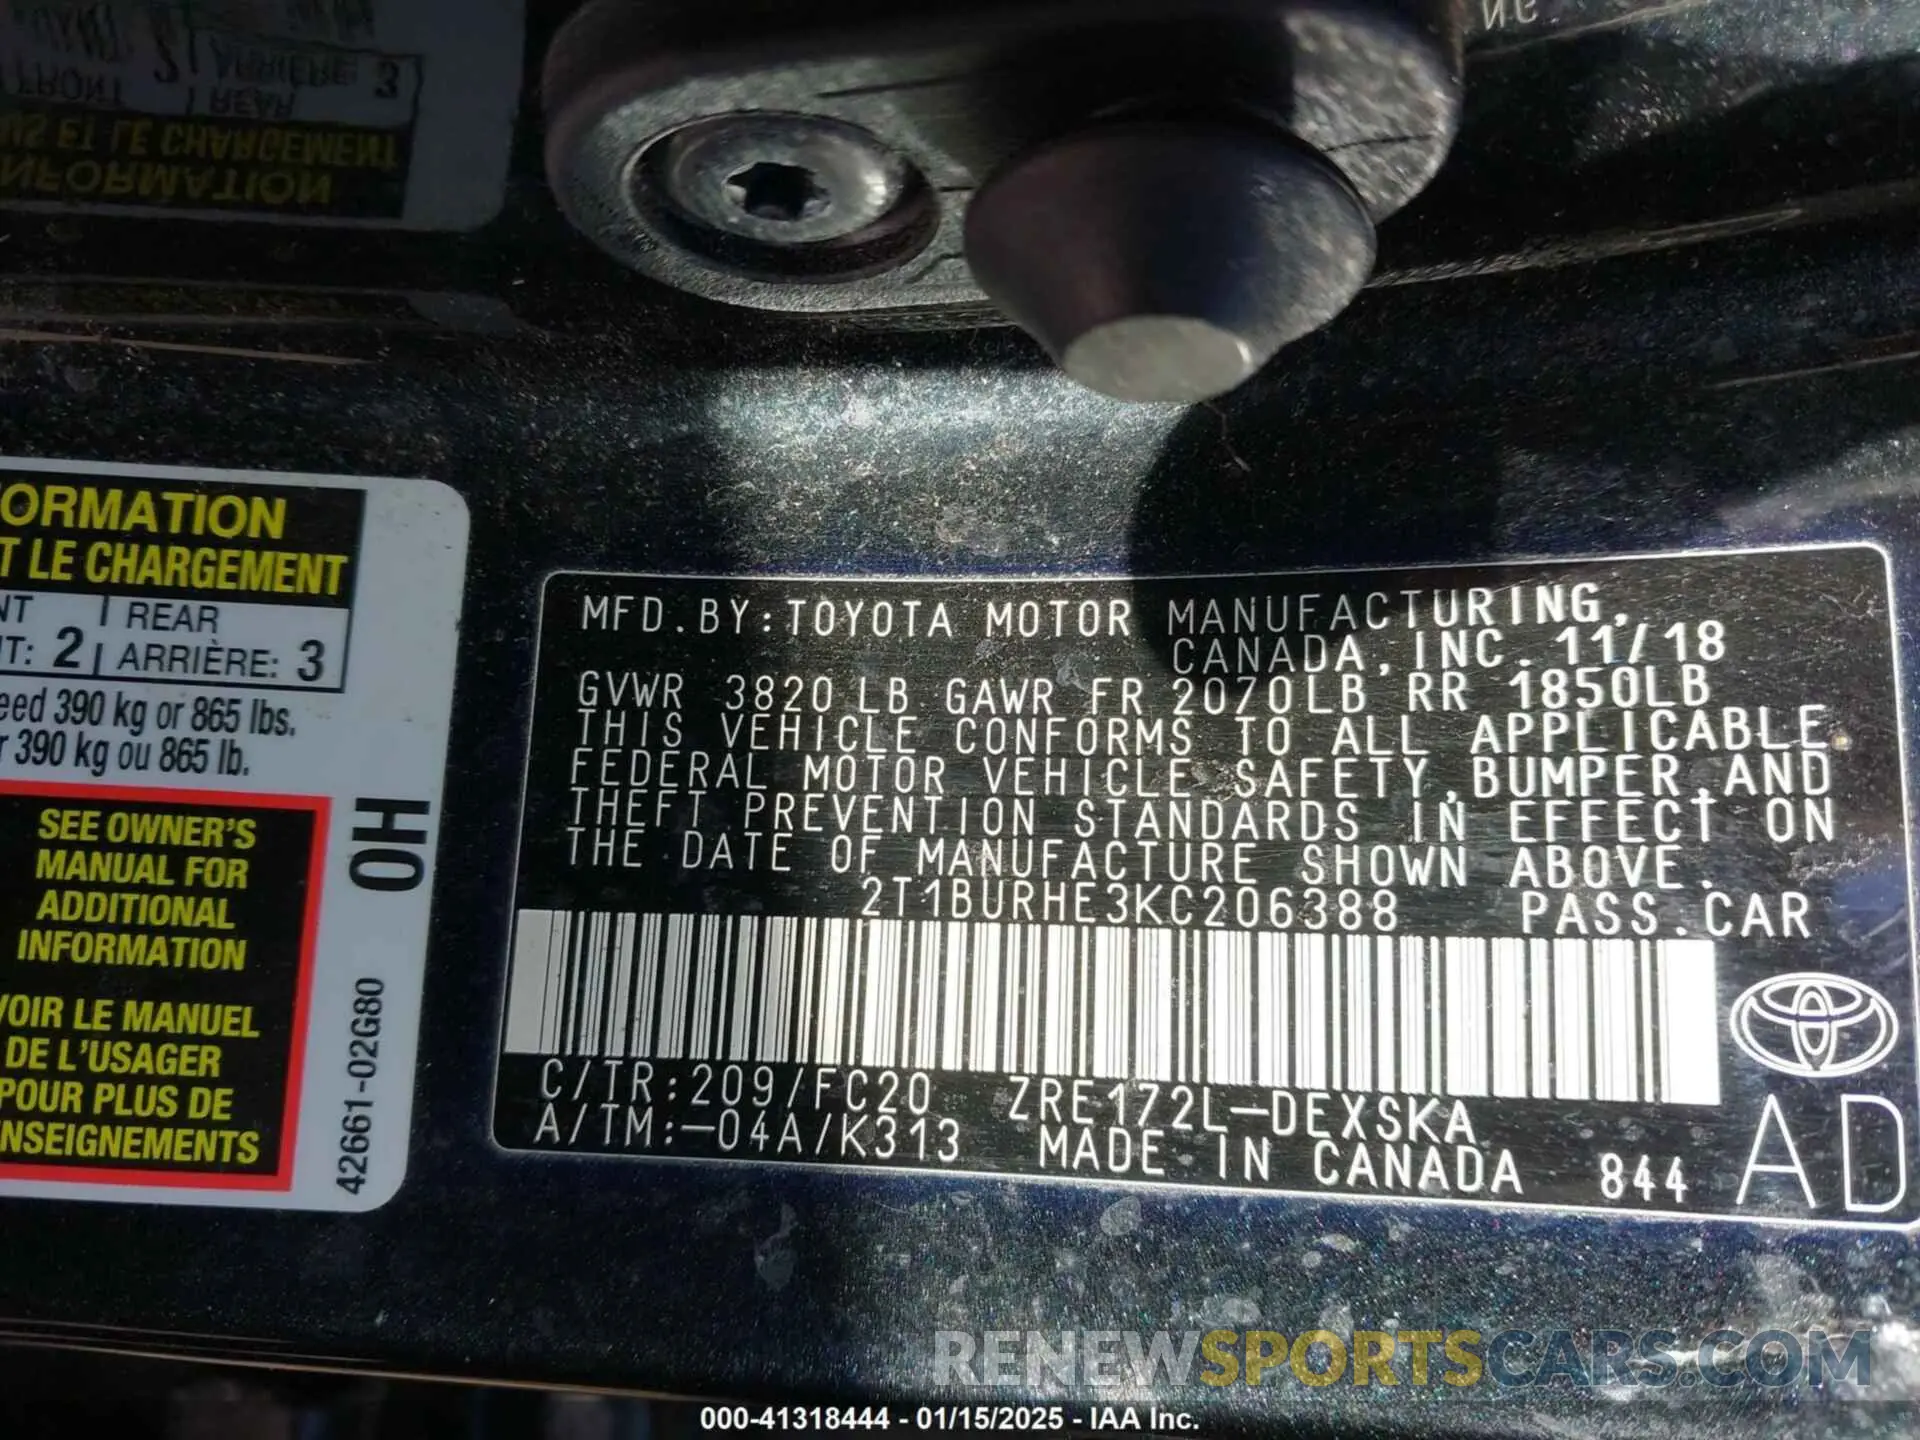 ORMATION
T LE CHARGEMENT
NT | REAR
T: 2 | ARRIÈRE: 3
eed 390 kg or 865 lbs.
r 390 kg ou 865 lb.
SEE OWNER'S
MANUAL FOR
ADDITIONAL
INFORMATION
VOIR LE MANUEL
DE L'USAGER
POUR PLUS DE
NSEIGNEMENTS
0H
42661-02G80
MFD.BY:TOYOTA MOTOR MANUFACTURING,
CANADA,INC. 11/18
GVWR 3820LB GAWR FR 2070LB RR 1850LB
THIS VEHICLE CONFORMS TO ALL APPLICABLE
FEDERAL MOTOR VEHICLE SAFETY,BUMPER,AND
THEFT PREVENTION STANDARDS IN EFFECT ON
THE DATE OF MANUFACTURE SHOWN ABOVE.
2T1BURHE3KC206388 PASS.CAR
C/TR:209/FC20 ZRE172L-DEXSKA
A/TM:-04A/K313 MADE IN CANADA 844 AD
RENEWSPORTSCARS.COM
000-41318444 - 01/15/2025 - IAA Inc.